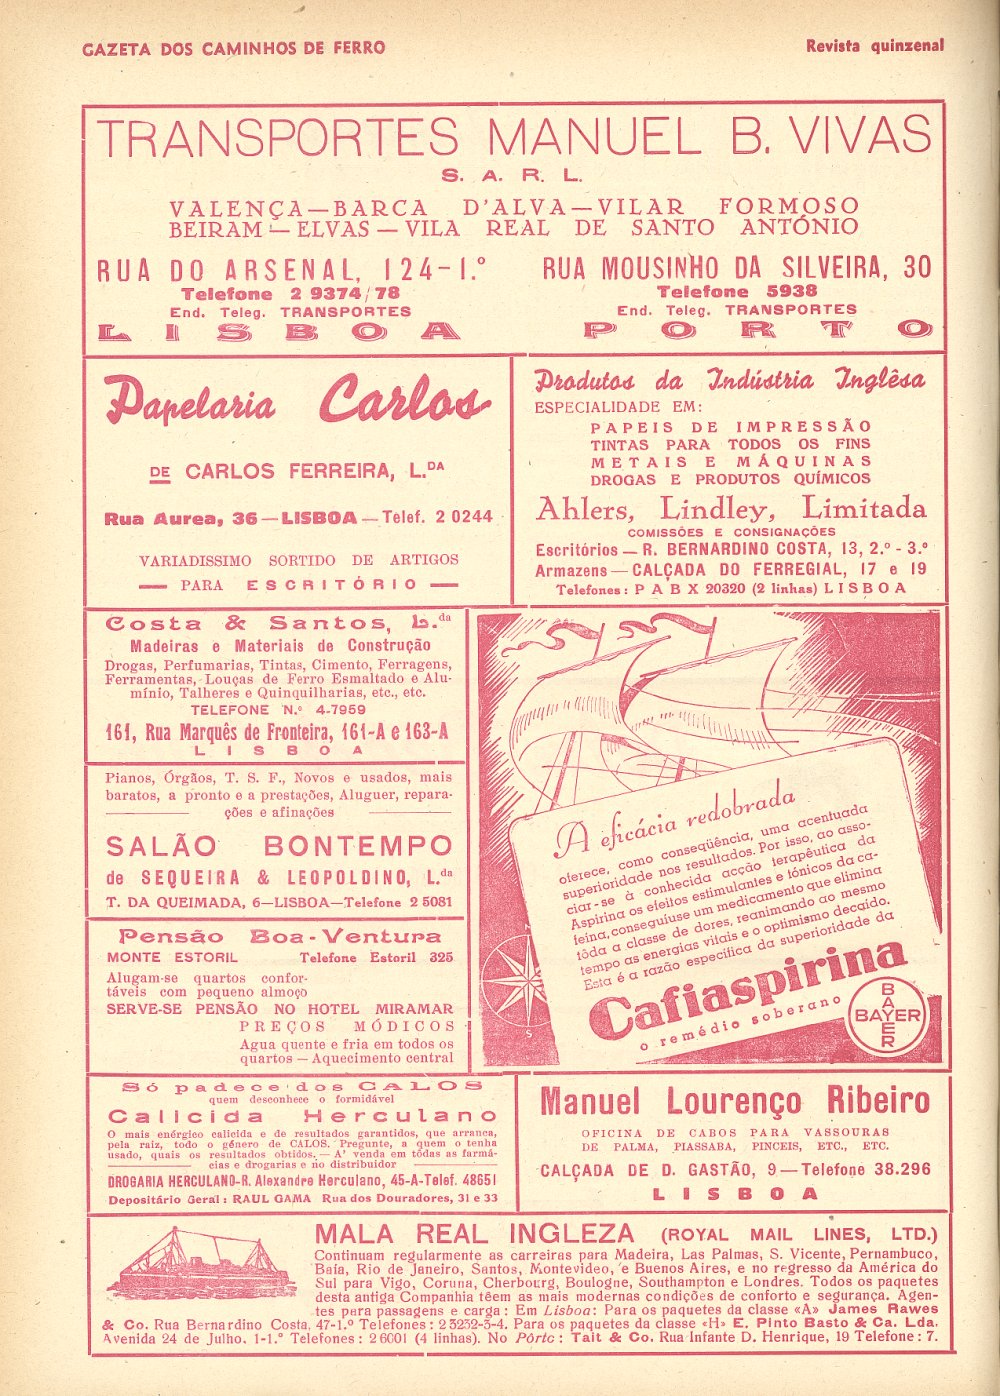 GAZETA DOS CAMINHOS DE FERRO
Revista quinzenal
TRANSPORTES MANUEL B. VIVAS
S. A. R. L.
VALENÇA—BARCA D'ALVA—VILAR FORMOSO
BEIRAM — ELVAS — VILA REAL DE SANTO ANTÓNIO
RUA DO ARSENAL, 124-1.º
Telefone 2 9374/78
End. Teleg. TRANSPORTES
LISBOA
RUA MOUSINHO DA SILVEIRA, 30
Telefone 5938
End. Teleg. TRANSPORTES
PORTO
Papelaria Carlos
DE CARLOS FERREIRA, L.DA
Rua Aurea, 36 — LISBOA — Telef. 2 0244
VARIADISSIMO SORTIDO DE ARTIGOS
— PARA ESCRITÓRIO —
Produtos da Indústria Inglêsa
ESPECIALIDADE EM:
PAPEIS DE IMPRESSÃO
TINTAS PARA TODOS OS FINS
METAIS E MÁQUINAS
DROGAS E PRODUTOS QUÍMICOS
Ahlers, Lindley, Limitada
COMISSÕES E CONSIGNAÇÕES
Escritórios — R. BERNARDINO COSTA, 13, 2.º - 3.º
Armazens — CALÇADA DO FERREGIAL, 17 e 19
Telefones: P A B X 20320 (2 linhas) LISBOA
Costa & Santos, L.da
Madeiras e Materiais de Construção
Drogas, Perfumarias, Tintas, Cimento, Ferragens,
Ferramentas, Louças de Ferro Esmaltado e Alu-
mínio, Talheres e Quinquilharias, etc., etc.
TELEFONE N.º 4-7959
161, Rua Marquês de Fronteira, 161-A e 163-A
LISBOA
Pianos, Órgãos, T. S. F., Novos e usados, mais
baratos, a pronto e a prestações, Aluguer, repara-
ções e afinações
SALÃO BONTEMPO
de SEQUEIRA & LEOPOLDINO, L.da
T. DA QUEIMADA, 6—LISBOA—Telefone 2 5081
Pensão Boa-Ventura
MONTE ESTORIL Telefone Estoril 325
Alugam-se quartos confor-
táveis com pequeno almoço
SERVE-SE PENSÃO NO HOTEL MIRAMAR
PREÇOS MÓDICOS
Agua quente e fria em todos os
quartos — Aquecimento central
A eficácia redobrada
oferece, como conseqüência, uma acentuada
superioridade nos resultados. Por isso, ao asso-
ciar-se à conhecida acção terapêutica da
Aspirina os efeitos estimulantes e tónicos da ca-
feína, conseguiuse um medicamento que elimina
tôda a classe de dores, reanimando ao mesmo
tempo as energias vitais e o optimismo decaído.
Esta é a razão especifica da superioridade da
Cafiaspirina
o remédio soberano
BAYER
BAYER
S
Só padece dos CALOS
quem desconhece o formidável
Calicida Herculano
O mais enérgico calicida e de resultados garantidos, que arranca,
pela raiz, todo o género de CALOS. Pregunte, a quem o tenha
usado, quais os resultados obtidos. — A' venda em tôdas as farmá-
cias e drogarias e no distribuidor
DROGARIA HERCULANO-R. Alexandre Herculano, 45-A-Telef. 48651
Depositário Geral: RAUL GAMA Rua dos Douradores, 31 e 33
Manuel Lourenço Ribeiro
OFICINA DE CABOS PARA VASSOURAS
DE PALMA, PIASSABA, PINCEIS, ETC., ETC.
CALÇADA DE D. GASTÃO, 9 — Telefone 38.296
LISBOA
MALA REAL INGLEZA (ROYAL MAIL LINES, LTD.)
Continuam regularmente as carreiras para Madeira, Las Palmas, S. Vicente, Pernambuco,
Baía, Rio de Janeiro, Santos, Montevideo, e Buenos Aires, e no regresso da América do
Sul para Vigo, Coruna, Cherbourg, Boulogne, Southampton e Londres. Todos os paquetes
desta antiga Companhia têem as mais modernas condições de conforto e segurança. Agen-
tes para passagens e carga: Em Lisboa: Para os paquetes da classe «A» James Rawes
& Co. Rua Bernardino Costa, 47-1.º Telefones: 2 3232-3-4. Para os paquetes da classe «H» E. Pinto Basto & Ca. Lda.
Avenida 24 de Julho, 1-1.º Telefones: 2 6001 (4 linhas). No Pôrto: Tait & Co. Rua Infante D. Henrique, 19 Telefone: 7.